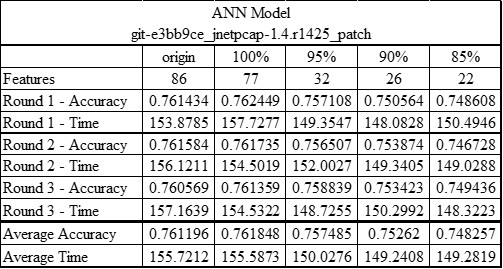 ANN Model
git-e3bb9ce_jnetpcap-1.4.r1425_patch
origin 100% 95% 90% 85%
Features 86 77 32 26 22
Round 1 - Accuracy 0.761434 0.762449 0.757108 0.750564 0.748608
Round 1 - Time 153.8785 157.7277 149.3547 148.0828 150.4946
Round 2 - Accuracy 0.761584 0.761735 0.756507 0.753874 0.746728
Round 2 - Time 156.1211 154.5019 152.0027 149.3405 149.0288
Round 3 - Accuracy 0.760569 0.761359 0.758839 0.753423 0.749436
Round 3 - Time 157.1639 154.5322 148.7255 150.2992 148.3223
Average Accuracy 0.761196 0.761848 0.757485 0.75262 0.748257
Average Time 155.7212 155.5873 150.0276 149.2408 149.2819